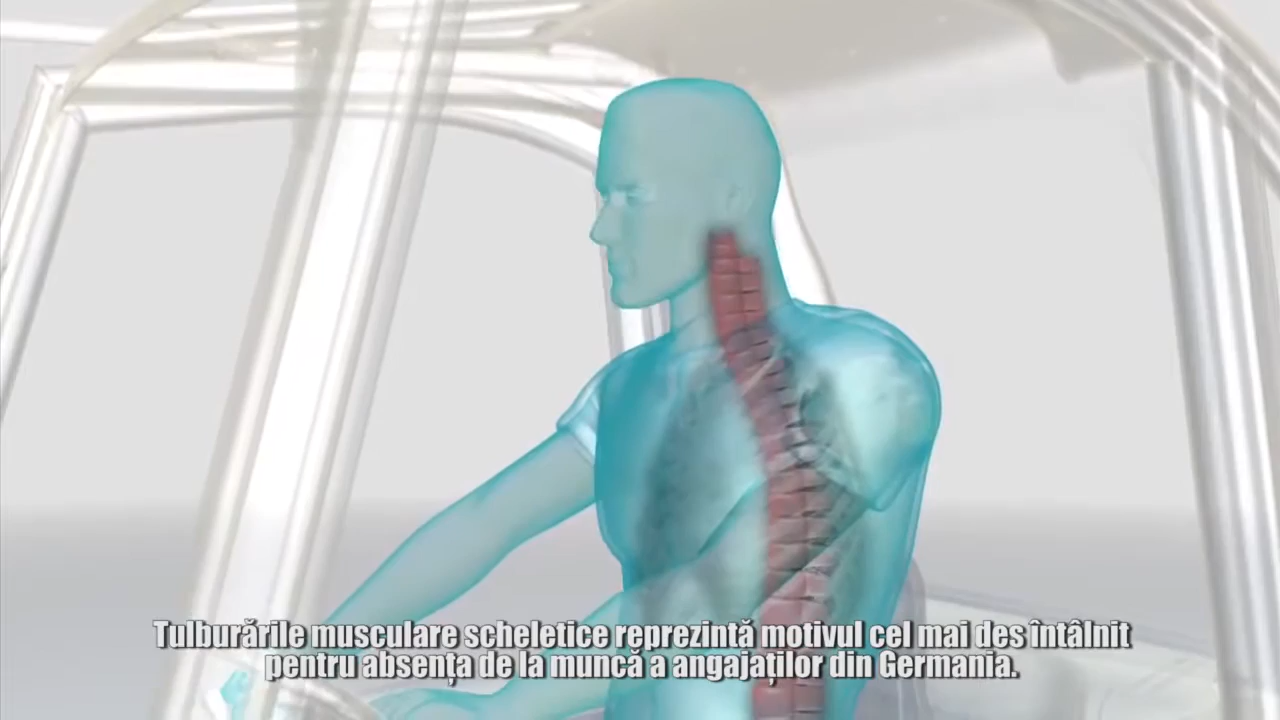 Tulburările musculare scheletice reprezintă motivul cel mai des întâlnit
pentru absența de la muncă a angajaților din Germania.